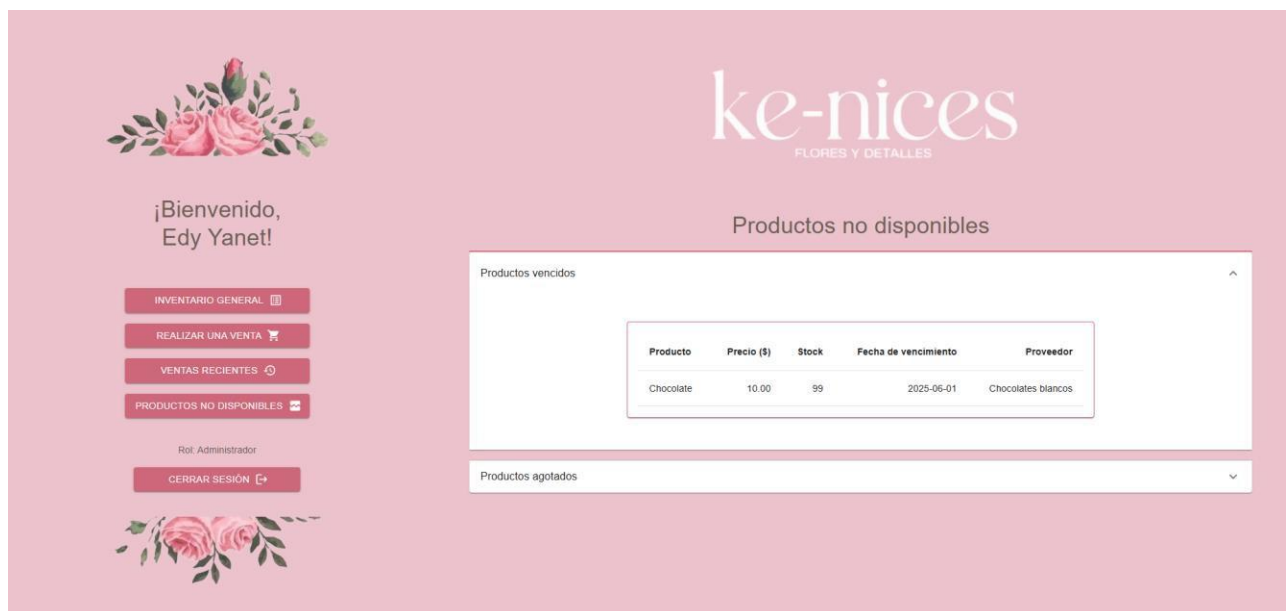 ke-nices
FLORES Y DETALLES
¡Bienvenido,
Edy Yanet!
INVENTARIO GENERAL
REALIZAR UNA VENTA
VENTAS RECIENTES
PRODUCTOS NO DISPONIBLES
Rol: Administrador
CERRAR SESIÓN
Productos no disponibles
Productos vencidos
Producto Precio ($) Stock Fecha de vencimiento Proveedor
Chocolate 10.00 99 2025-06-01 Chocolates blancos
Productos agotados